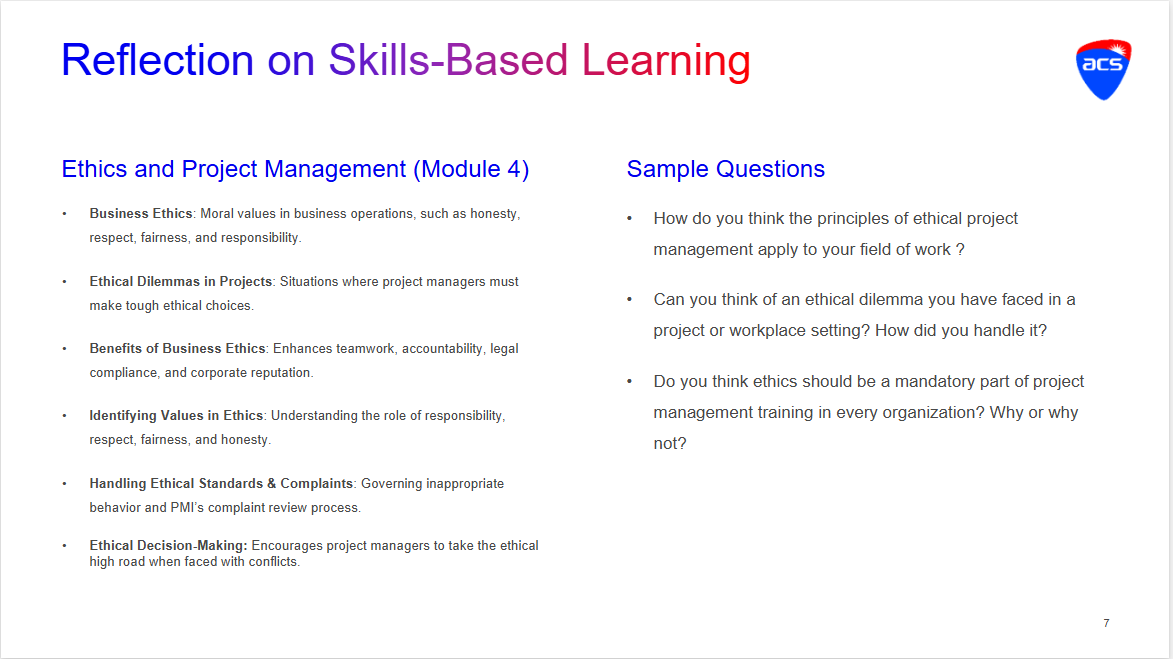 Reflection on Skills-Based Learning
acs
Ethics and Project Management (Module 4)
• Business Ethics: Moral values in business operations, such as honesty,
respect, fairness, and responsibility.
• Ethical Dilemmas in Projects: Situations where project managers must
make tough ethical choices.
• Benefits of Business Ethics: Enhances teamwork, accountability, legal
compliance, and corporate reputation.
• Identifying Values in Ethics: Understanding the role of responsibility,
respect, fairness, and honesty.
• Handling Ethical Standards & Complaints: Governing inappropriate
behavior and PMI’s complaint review process.
• Ethical Decision-Making: Encourages project managers to take the ethical
high road when faced with conflicts.
Sample Questions
• How do you think the principles of ethical project
management apply to your field of work ?
• Can you think of an ethical dilemma you have faced in a
project or workplace setting? How did you handle it?
• Do you think ethics should be a mandatory part of project
management training in every organization? Why or why
not?
7